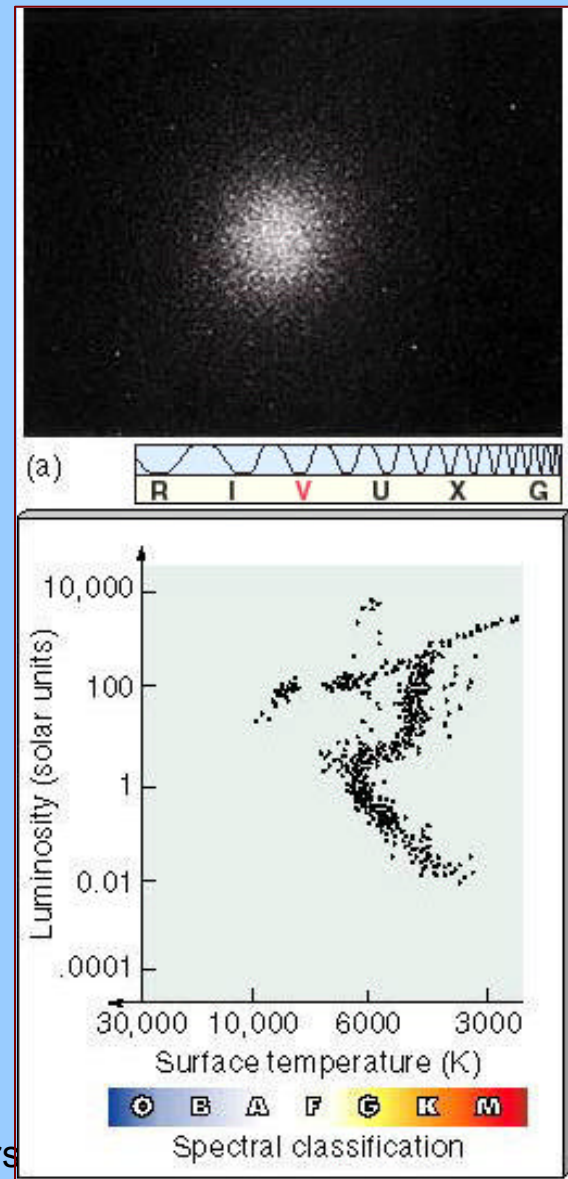 (a)
R I V U X G
Luminosity (solar units)
10,000
100
1
0.01
.0001
30,000 10,000 6000 3000
Surface temperature (K)
O B A F G K M
Spectral classification